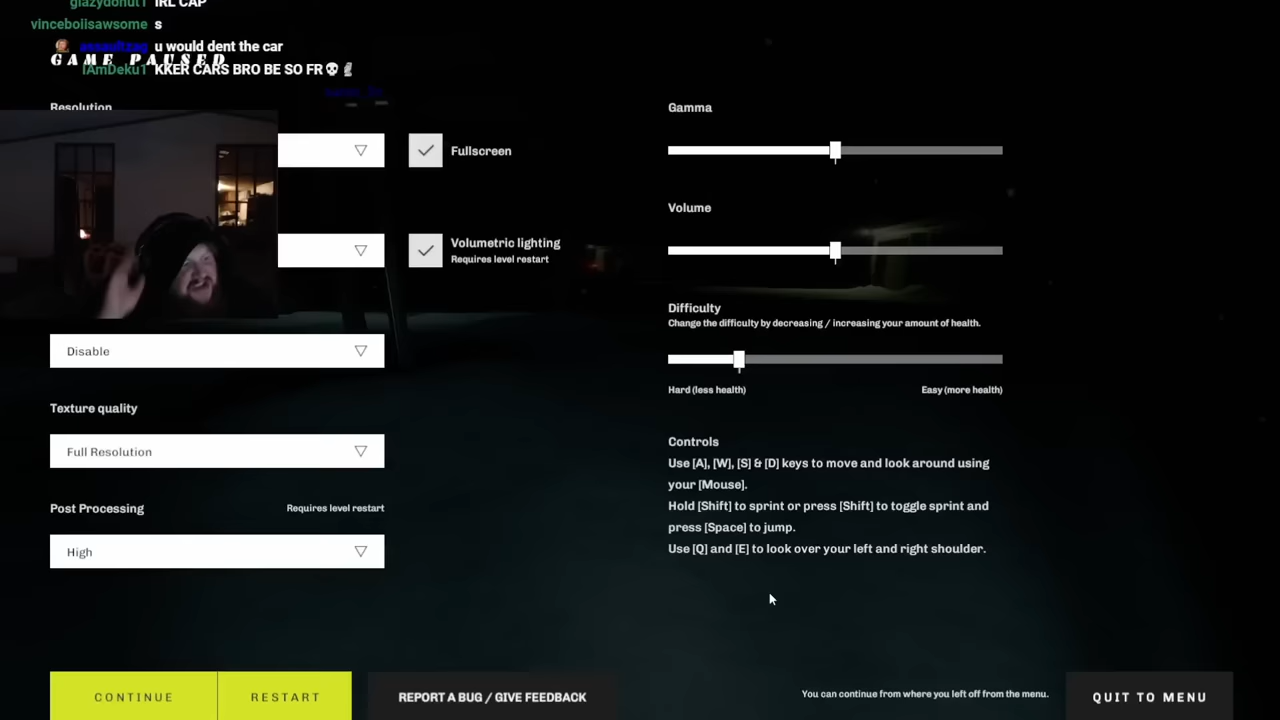 glazydonut1 IRL CAP
vinceboiisawsome s
assaultzag u would dent the car
GAME PAUSED
IAmDeku1 KKER CARS BRO BE SO FR💀
Resolution
Fullscreen
Volumetric lighting
Requires level restart
Disable
Texture quality
Full Resolution
Post Processing Requires level restart
High
Gamma
Volume
Difficulty
Change the difficulty by decreasing / increasing your amount of health.
Hard (less health) Easy (more health)
Controls
Use [A], [W], [S] & [D] keys to move and look around using
your [Mouse].
Hold [Shift] to sprint or press [Shift] to toggle sprint and
press [Space] to jump.
Use [Q] and [E] to look over your left and right shoulder.
CONTINUE RESTART REPORT A BUG / GIVE FEEDBACK
You can continue from where you left off from the menu. QUIT TO MENU